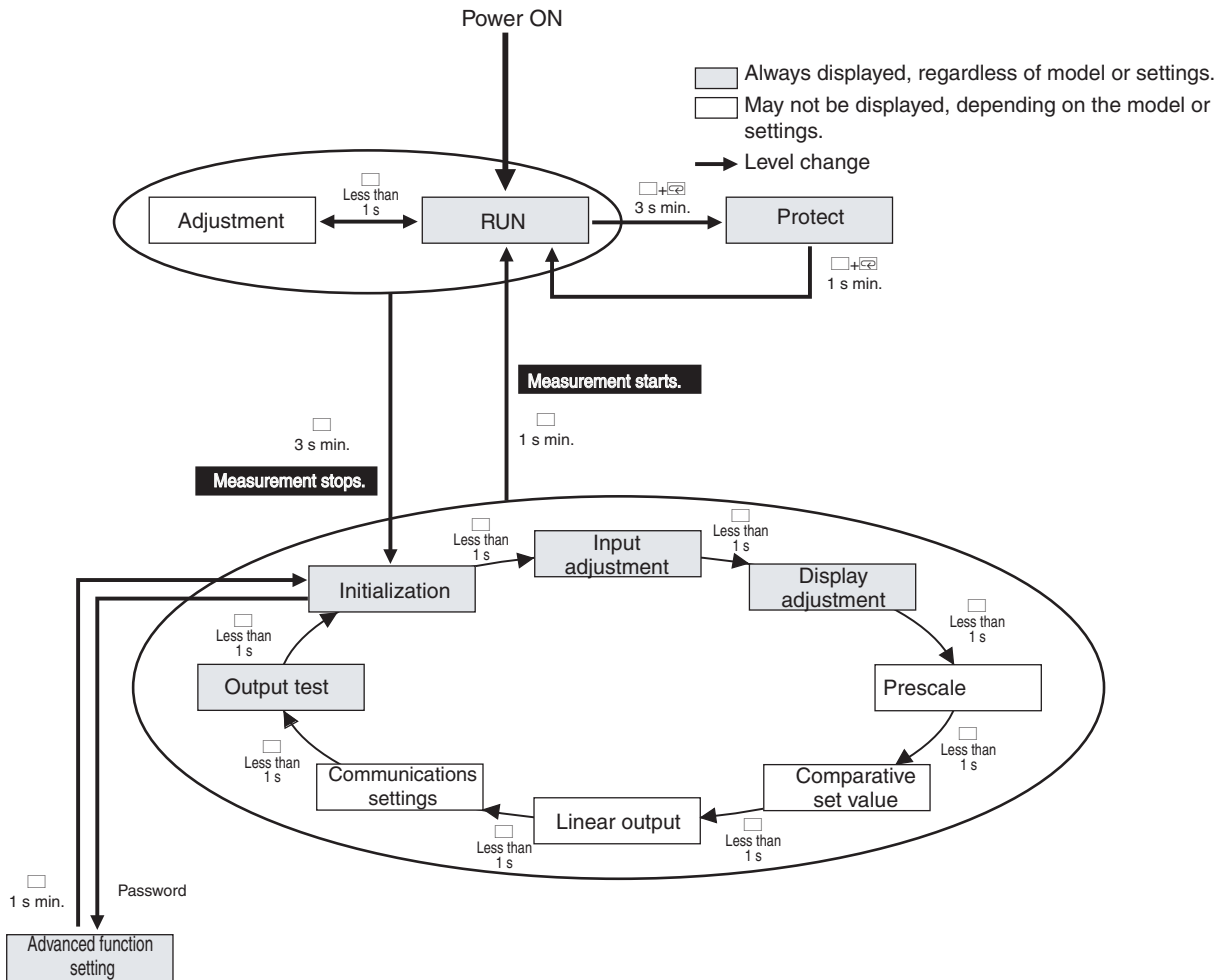 Power ON
Always displayed, regardless of model or settings.
May not be displayed, depending on the model or
settings.
Level change
Less than
1 s
+
3 s min.
Adjustment
RUN
Protect
+
1 s min.
Measurement starts.
3 s min.
1 s min.
Measurement stops.
Less than
1 s
Input
adjustment
Less than
1 s
Initialization
Display
adjustment
Less than
1 s
Less than
1 s
Output test
Prescale
Less than
1 s
Less than
1 s
Communications
settings
Comparative
set value
Linear output
Less than
1 s
Less than
1 s
1 s min.
Password
Advanced function
setting